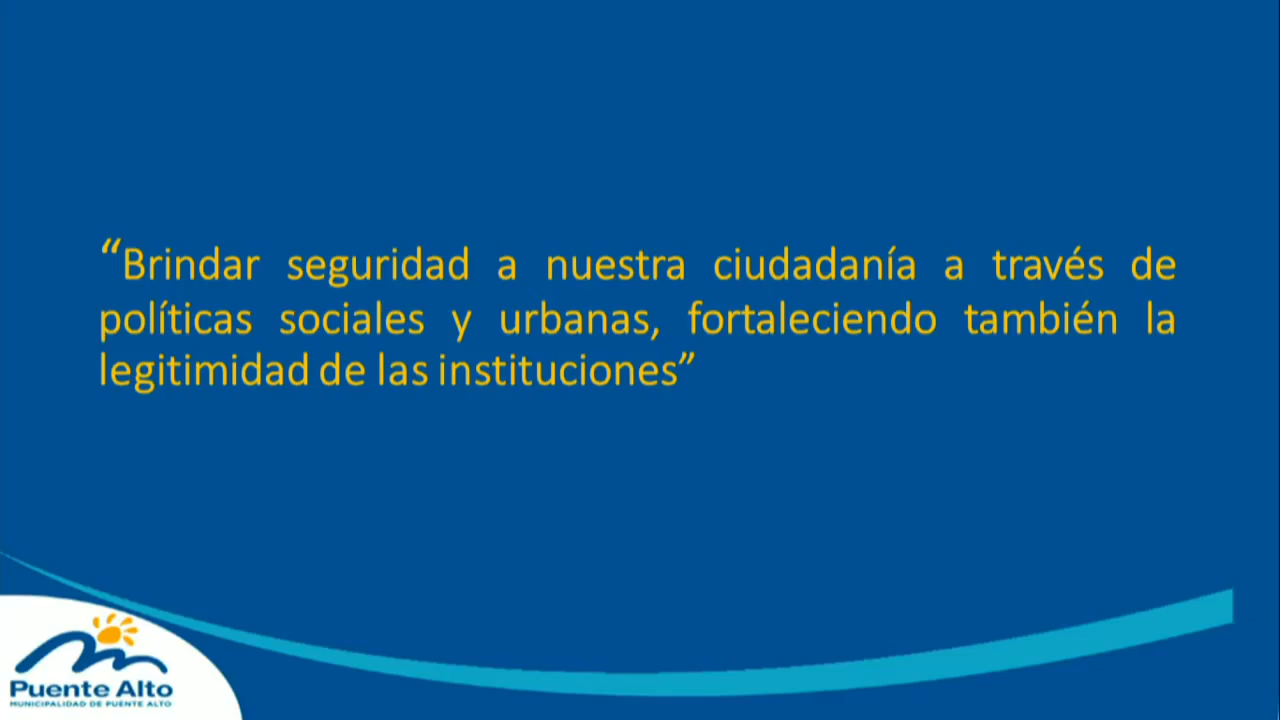 “Brindar seguridad a nuestra ciudadanía a través de
políticas sociales y urbanas, fortaleciendo también la
legitimidad de las instituciones”
Puente Alto
MUNICIPALIDAD DE PUENTE ALTO